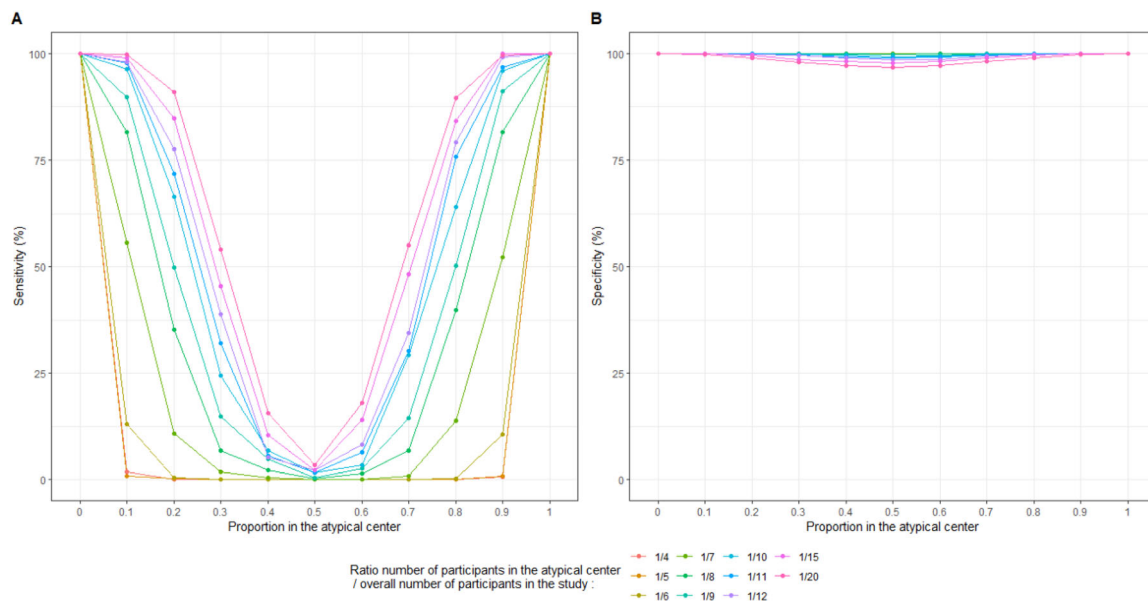 A
B
100
75
50
25
0
Sensitivity (%)
0 0.1 0.2 0.3 0.4 0.5 0.6 0.7 0.8 0.9 1
Proportion in the atypical center
100
75
50
25
0
Specificity (%)
0 0.1 0.2 0.3 0.4 0.5 0.6 0.7 0.8 0.9 1
Proportion in the atypical center
Ratio number of participants in the atypical center
/ overall number of participants in the study :
1/4 1/7 1/10 1/15
1/5 1/8 1/11 1/20
1/6 1/9 1/12